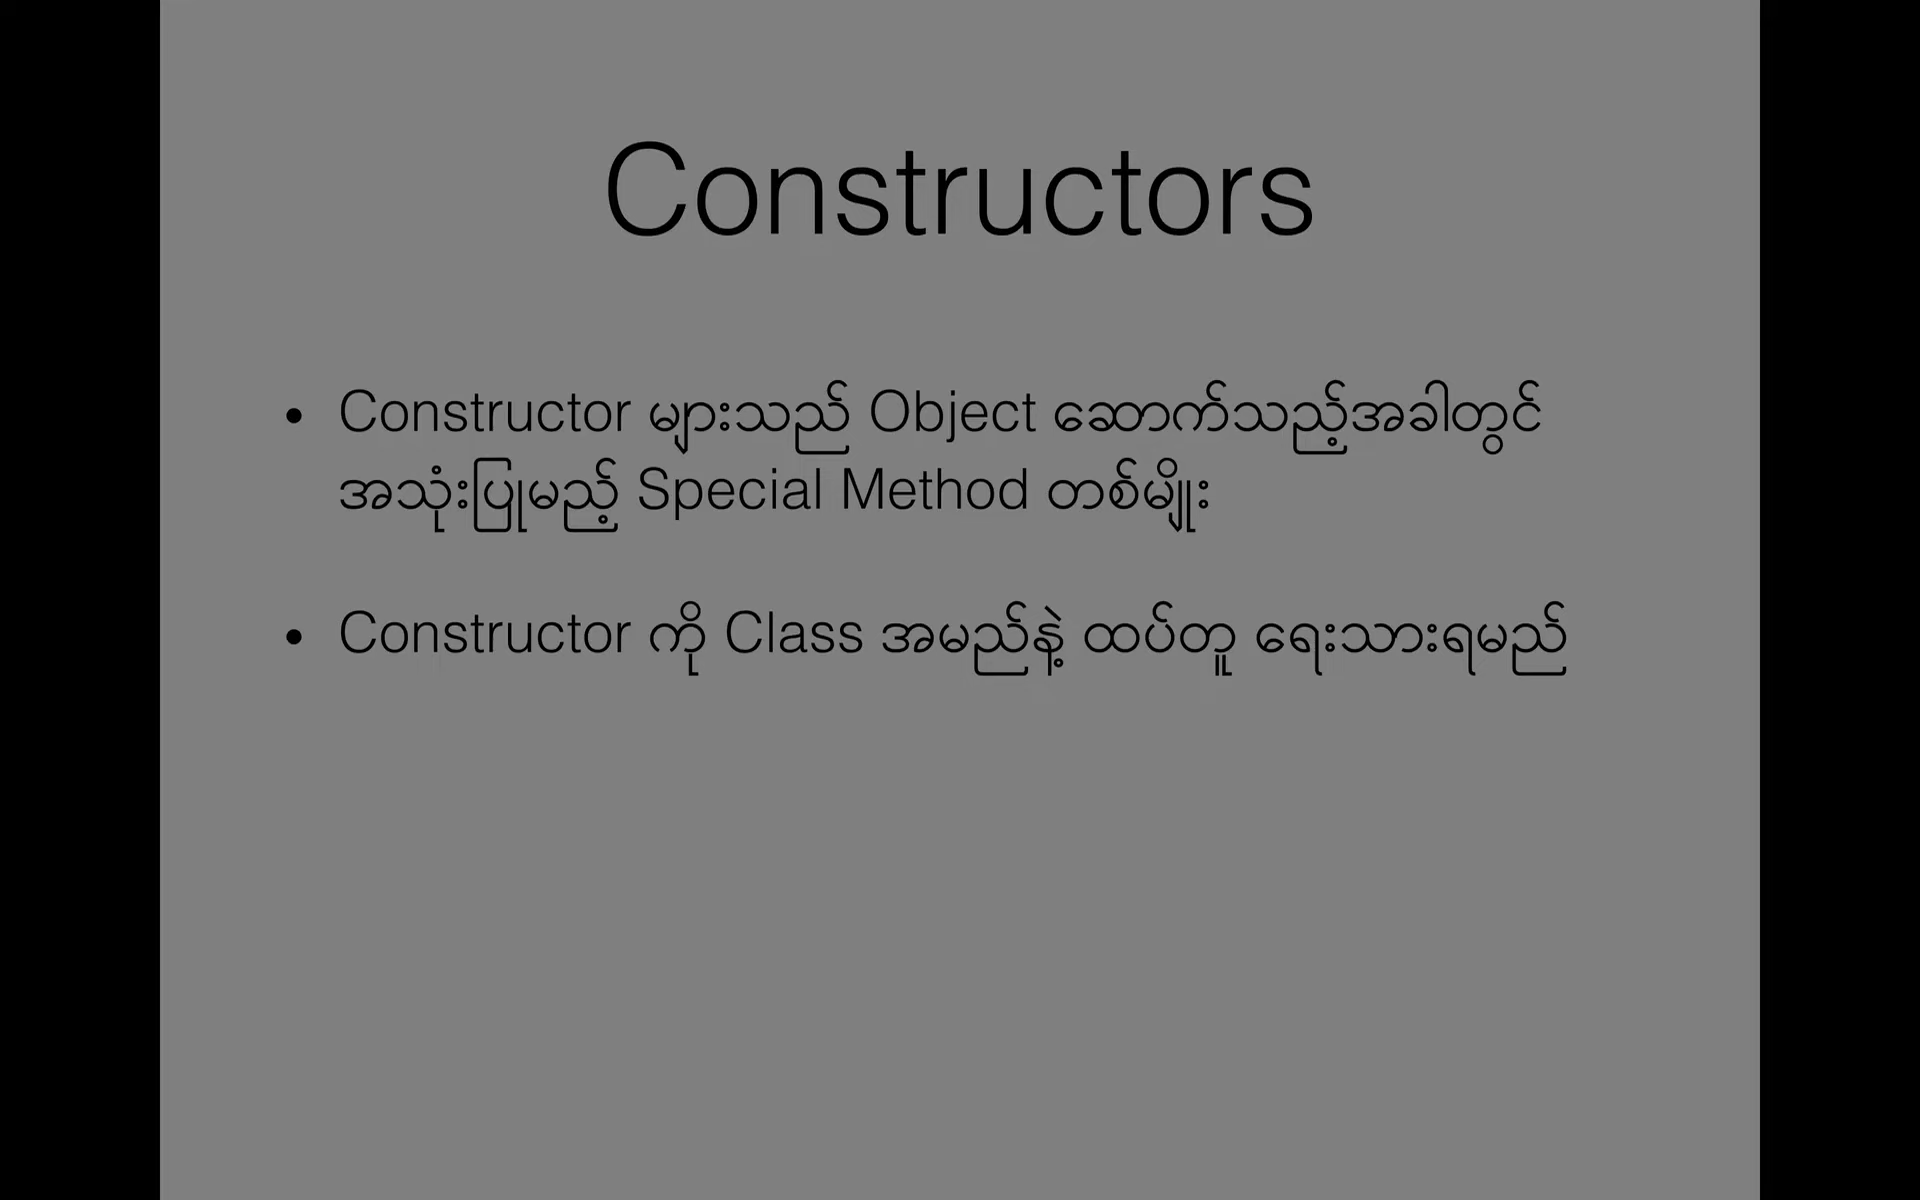 Constructors
• Constructor များသည် Object ဆောက်သည့်အခါတွင်
အသုံးပြုမည့် Special Method တစ်မျိုး
• Constructor ကို Class အမည်နဲ့ ထပ်တူ ရေးသားရမည်